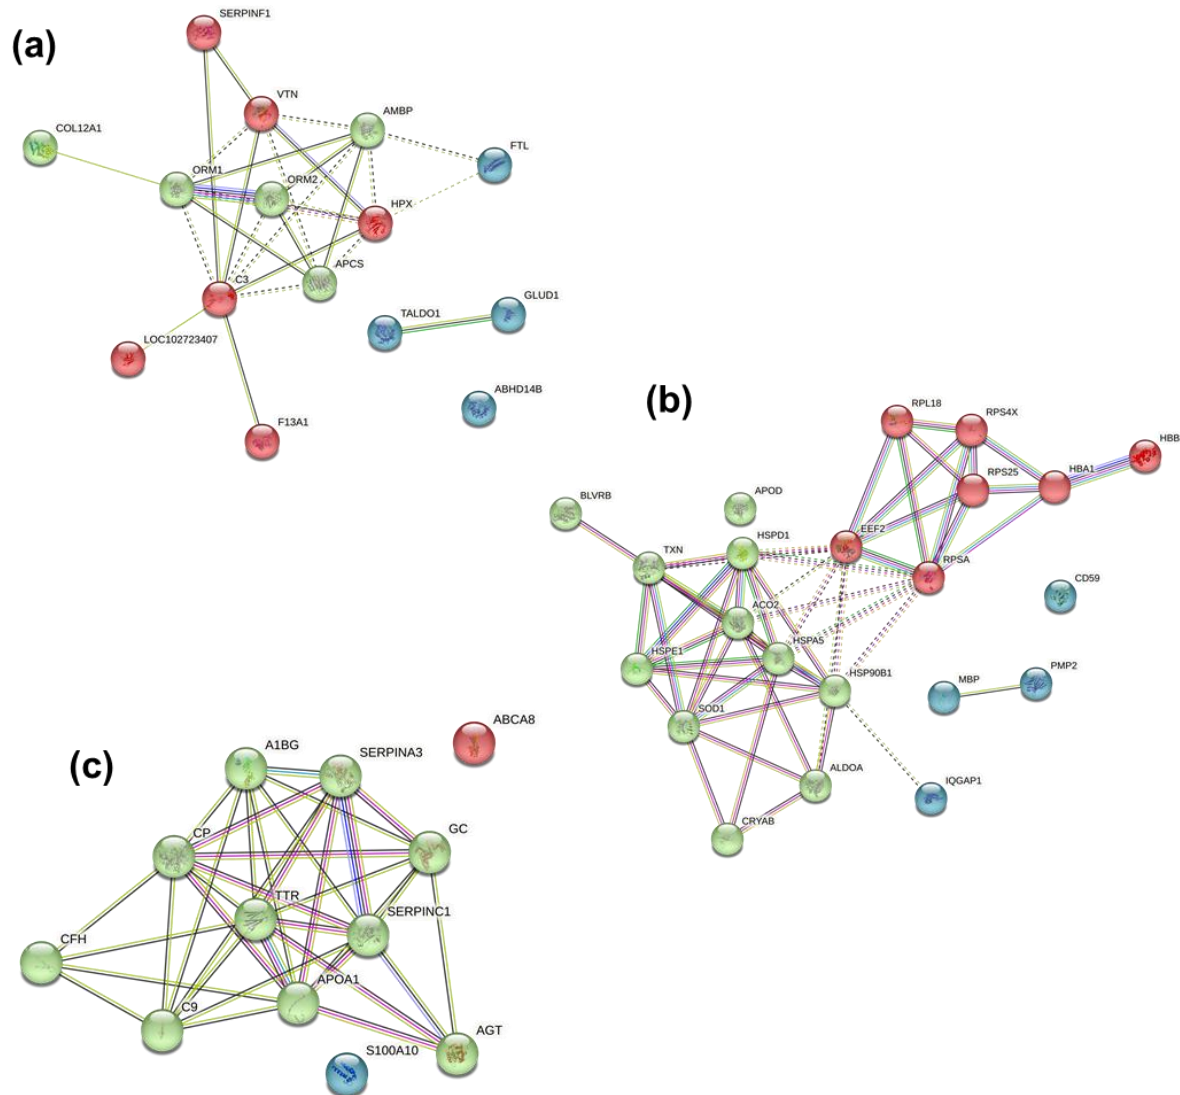 (a)
SERPINF1
VTN
AMBP
COL12A1
FTL
ORM1
ORM2
HPX
APCS
C3
GLUD1
TALDO1
LOC102723407
ABHD14B
F13A1
(b)
RPL18
RPS4X
HBB
RPS25
HBA1
BLVRB
APOD
EEF2
TXN
HSPD1
RPSA
CD59
ACO2
HSPA5
HSPE1
HSP90B1
MBP
PMP2
SOD1
ALDOA
IQGAP1
CRYAB
(c)
ABCA8
A1BG
SERPINA3
GC
CP
TTR
SERPINC1
CFH
APOA1
C9
AGT
S100A10